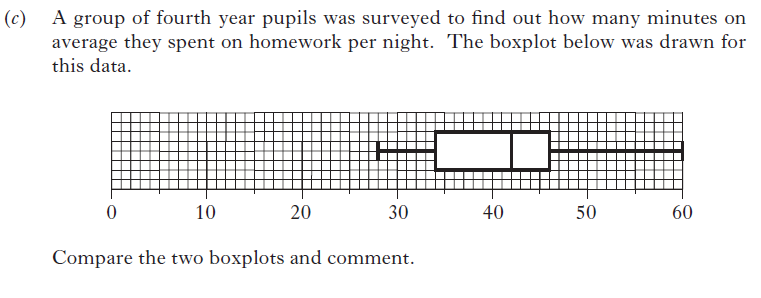 (c) A group of fourth year pupils was surveyed to find out how many minutes on
average they spent on homework per night. The boxplot below was drawn for
this data.
0 10 20 30 40 50 60
Compare the two boxplots and comment.